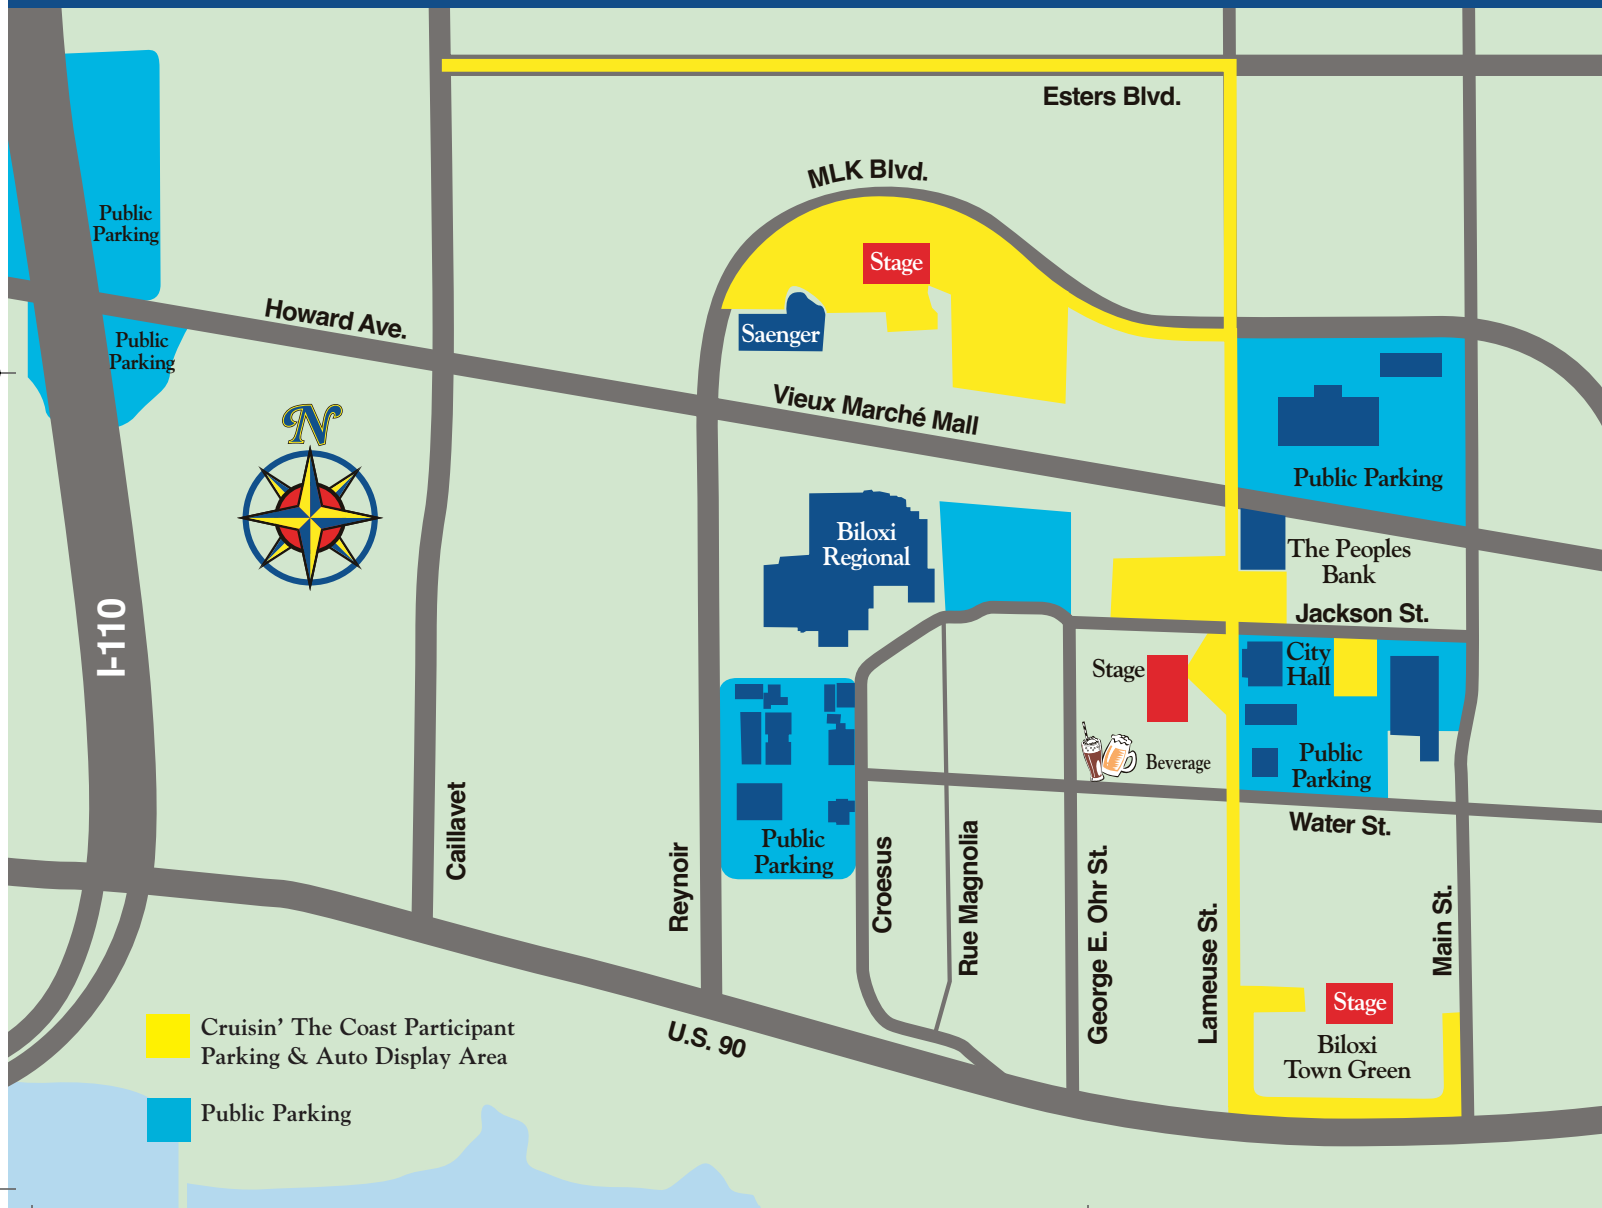 Esters Blvd.
MLK Blvd.
Public
Parking
Stage
Howard Ave.
Saenger
Public
Parking
Vieux Marché Mall
N
Public Parking
Biloxi
Regional
The Peoples
Bank
Jackson St.
I-110
City
Hall
Stage
Public
Parking
Beverage
Caillavet
Water St.
Public
Parking
Reynoir
Croesus
Rue Magnolia
George E. Ohr St.
Lameuse St.
Main St.
Stage
Biloxi
Town Green
U.S. 90
Cruisin' The Coast Participant
Parking & Auto Display Area
Public Parking